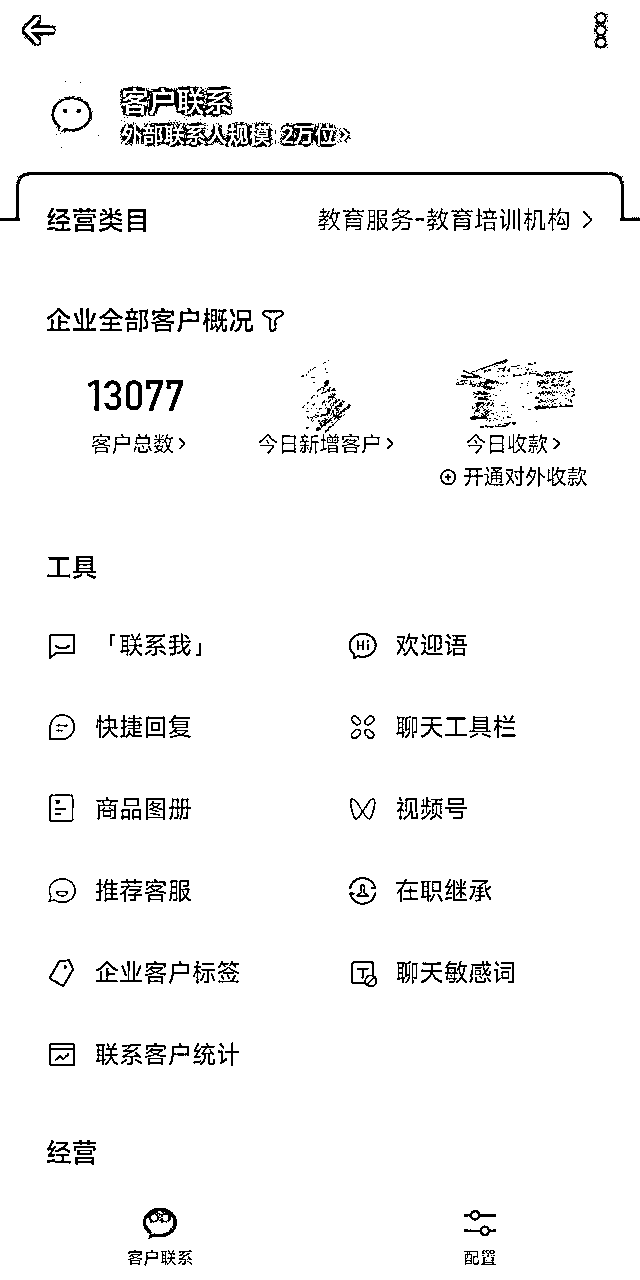 客户联系
外部联系人规模 2万位>
经营类目
教育服务-教育培训机构 >
企业全部客户概况
13077
客户总数>
今日新增客户>
今日收款>
开通对外收款
工具
「联系我」
Hi 欢迎语
快捷回复
聊天工具栏
商品图册
视频号
推荐客服
在职继承
企业客户标签
聊天敏感词
联系客户统计
经营
客户联系
配置